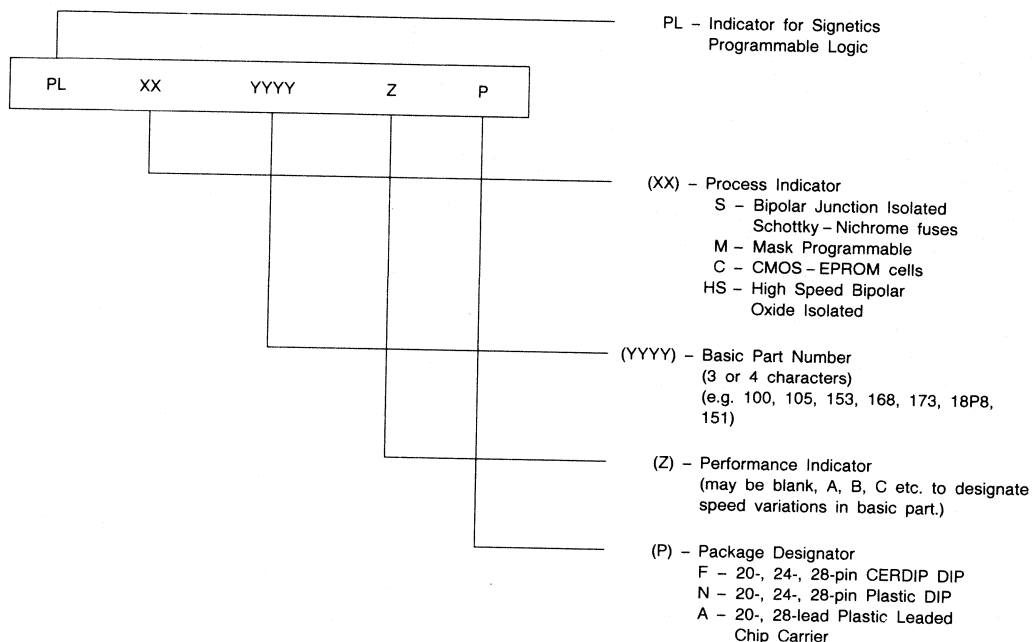 PL – Indicator for Signetics
Programmable Logic
PL XX YYYY Z P
(XX) – Process Indicator
S – Bipolar Junction Isolated
Schottky – Nichrome fuses
M – Mask Programmable
C – CMOS – EPROM cells
HS – High Speed Bipolar
Oxide Isolated
(YYYY) – Basic Part Number
(3 or 4 characters)
(e.g. 100, 105, 153, 168, 173, 18P8,
151)
(Z) – Performance Indicator
(may be blank, A, B, C etc. to designate
speed variations in basic part.)
(P) – Package Designator
F – 20-, 24-, 28-pin CERDIP DIP
N – 20-, 24-, 28-pin Plastic DIP
A – 20-, 28-lead Plastic Leaded
Chip Carrier